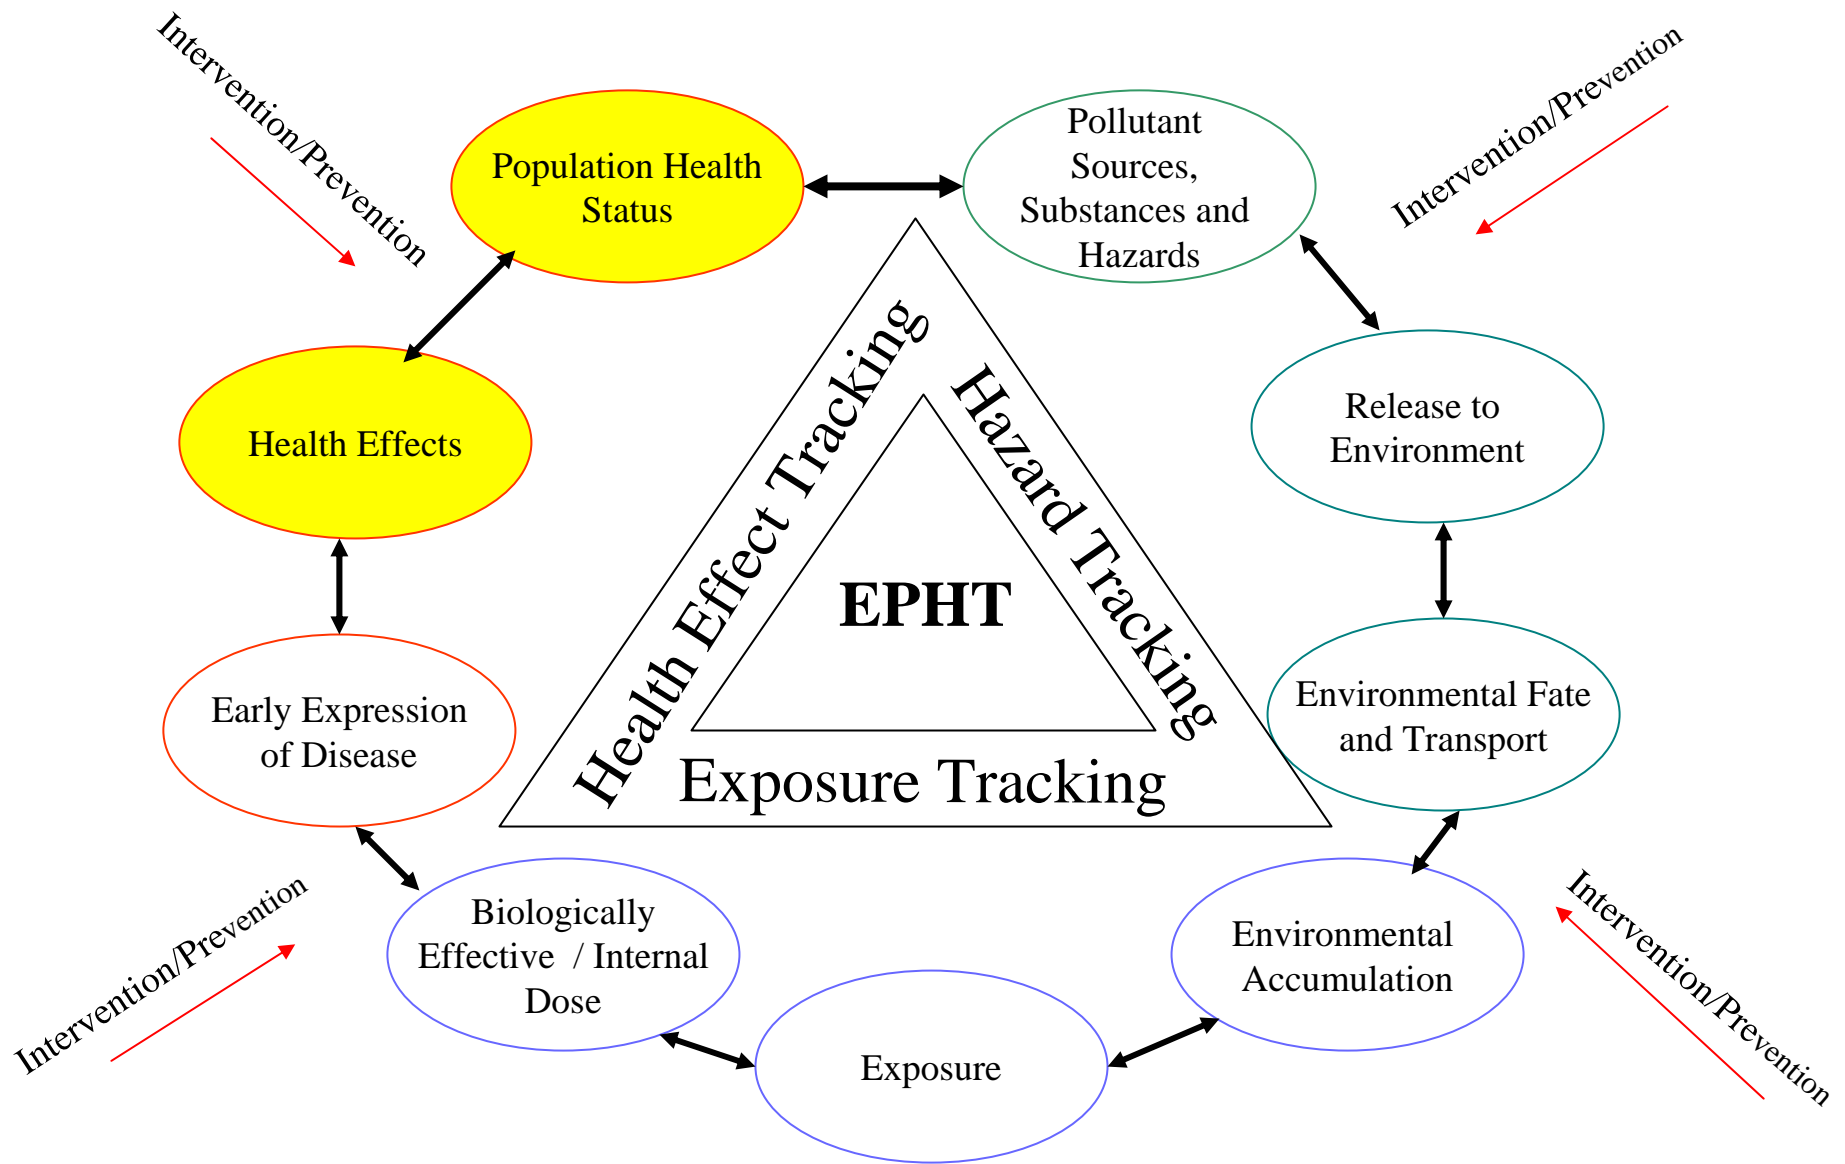 Intervention/Prevention
Intervention/Prevention
Population Health
Status
Pollutant
Sources,
Substances and
Hazards
Health Effects
Release to
Environment
Health Effect Tracking
Hazard Tracking
EPHT
Exposure Tracking
Early Expression
of Disease
Environmental Fate
and Transport
Intervention/Prevention
Biologically
Effective / Internal
Dose
Environmental
Accumulation
Intervention/Prevention
Exposure